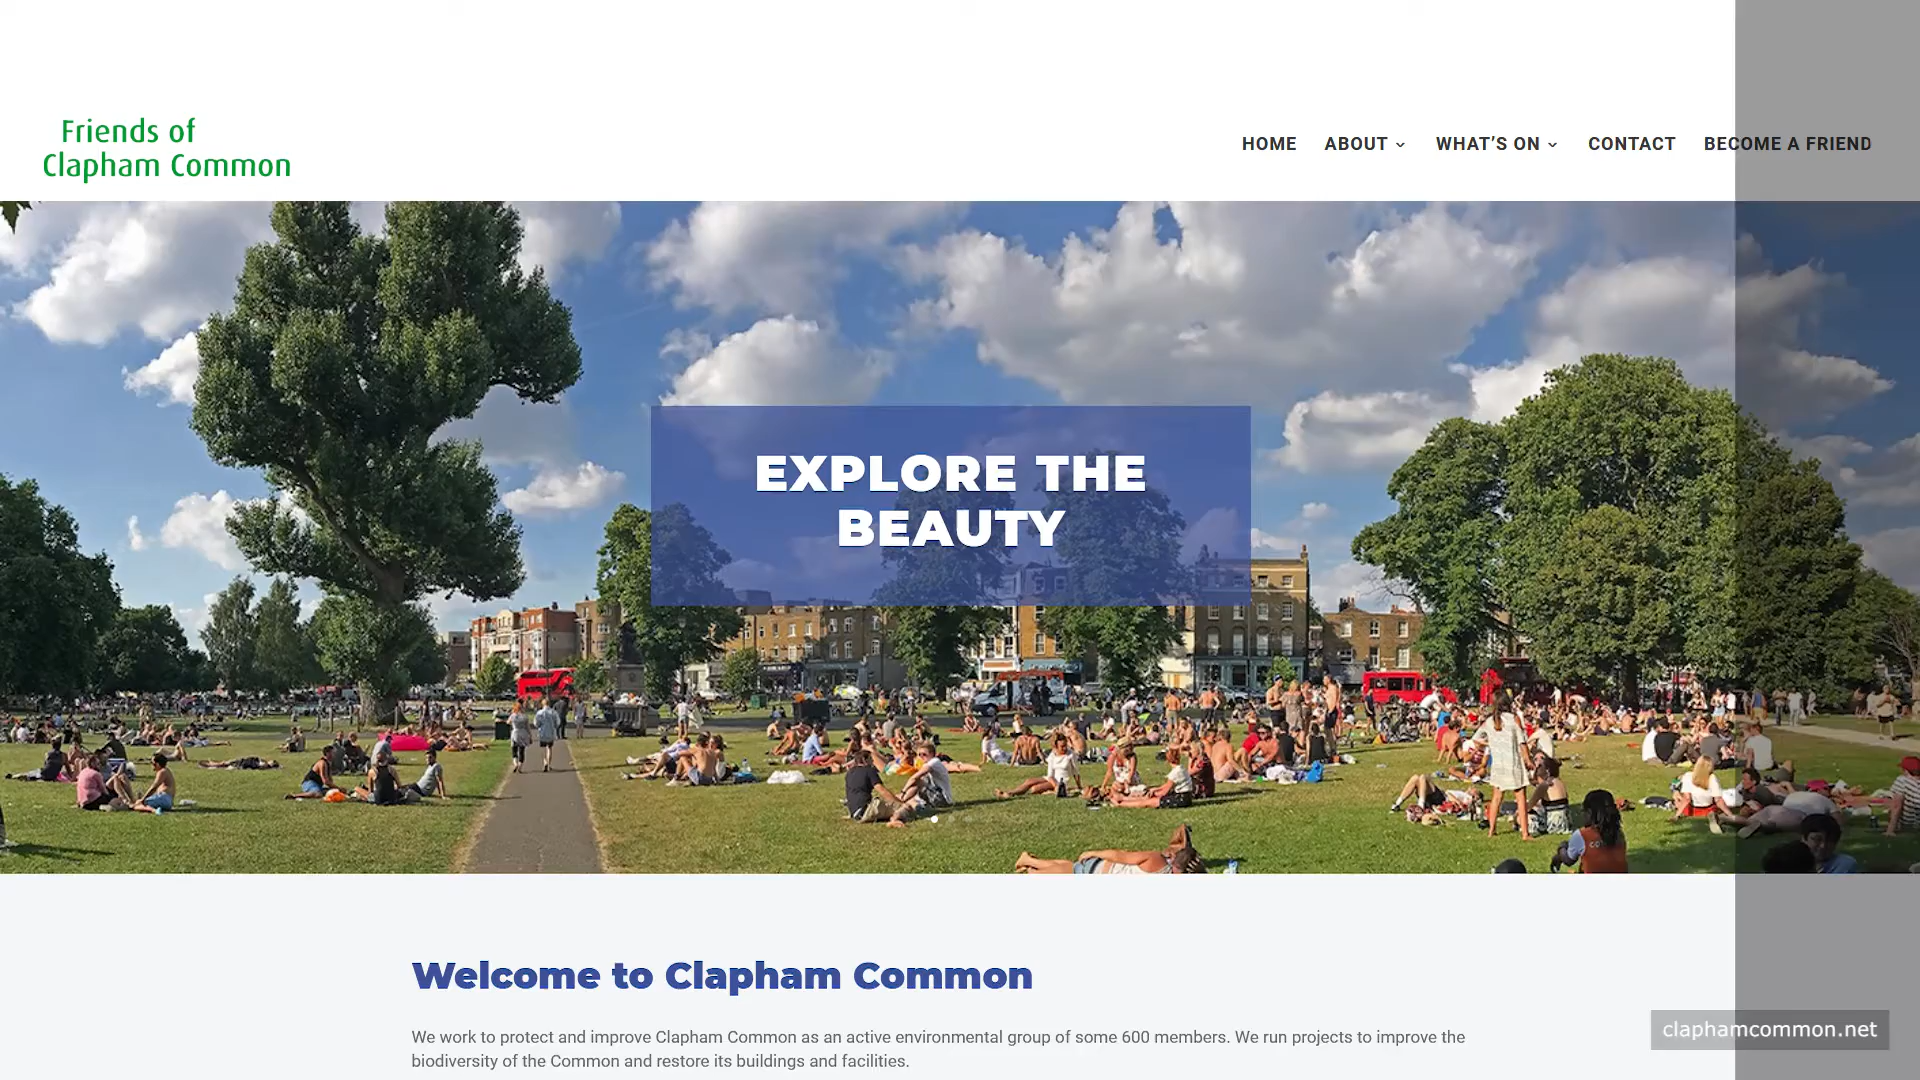 Friends of
Clapham Common
HOME ABOUT WHAT’S ON CONTACT BECOME A FRIEND
EXPLORE THE
BEAUTY
Welcome to Clapham Common
We work to protect and improve Clapham Common as an active environmental group of some 600 members. We run projects to improve the
biodiversity of the Common and restore its buildings and facilities.
claphamcommon.net